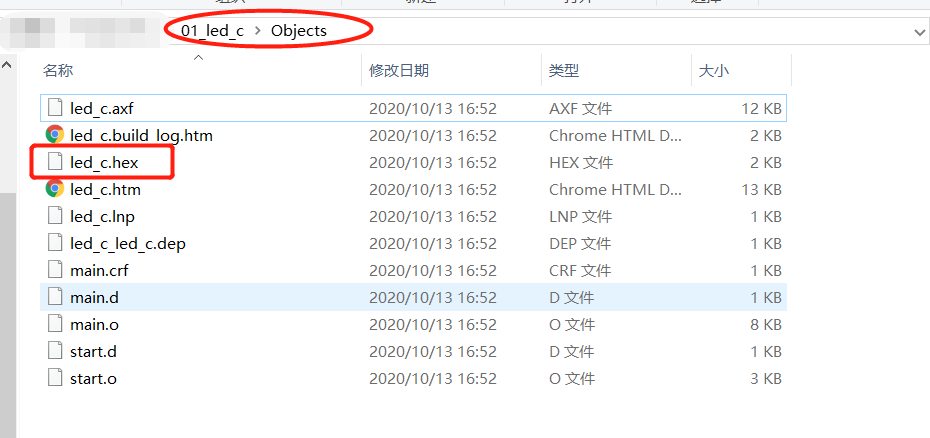 01_led_c > Objects
名称 修改日期 类型 大小
led_c.axf 2020/10/13 16:52 AXF 文件 12 KB
led_c.build_log.htm 2020/10/13 16:52 Chrome HTML D... 2 KB
led_c.hex 2020/10/13 16:52 HEX 文件 2 KB
led_c.htm 2020/10/13 16:52 Chrome HTML D... 13 KB
led_c.lnp 2020/10/13 16:52 LNP 文件 1 KB
led_c_led_c.dep 2020/10/13 16:52 DEP 文件 1 KB
main.crf 2020/10/13 16:52 CRF 文件 1 KB
main.d 2020/10/13 16:52 D 文件 1 KB
main.o 2020/10/13 16:52 O 文件 8 KB
start.d 2020/10/13 16:52 D 文件 1 KB
start.o 2020/10/13 16:52 O 文件 3 KB